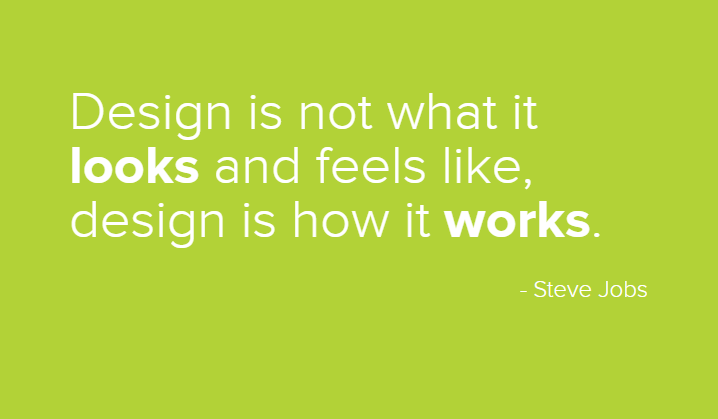 Design is not what it
looks and feels like,
design is how it works.
- Steve Jobs